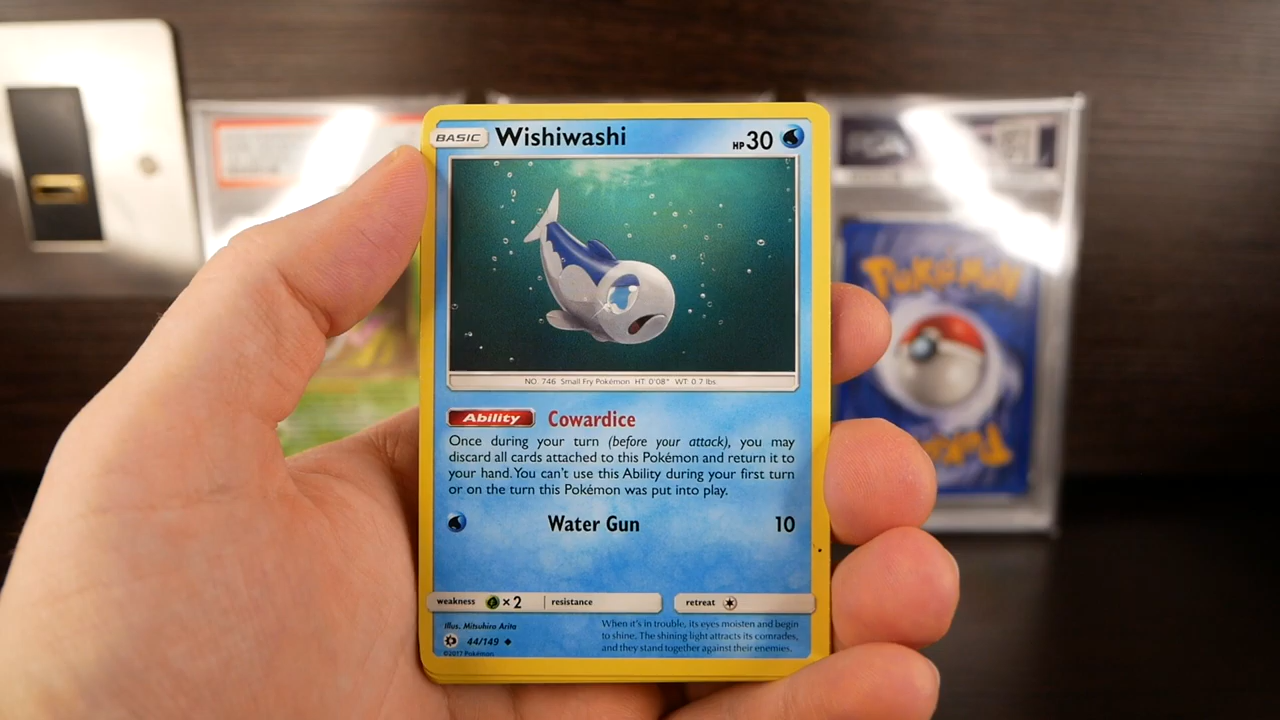 BASIC Wishiwashi HP 30
NO. 746 Small Fry Pokémon HT: 0'08" WT: 0.7 lbs.
Ability Cowardice
Once during your turn (before your attack), you may
discard all cards attached to this Pokémon and return it to
your hand. You can't use this Ability during your first turn
or on the turn this Pokémon was put into play.
Water Gun 10
weakness ×2 resistance retreat
Illus. Mitsuhiro Arita
44/149
©2017 Pokémon
When it's in trouble, its eyes moisten and begin
to shine. The shining light attracts its comrades,
and they stand together against their enemies.
POKéMON